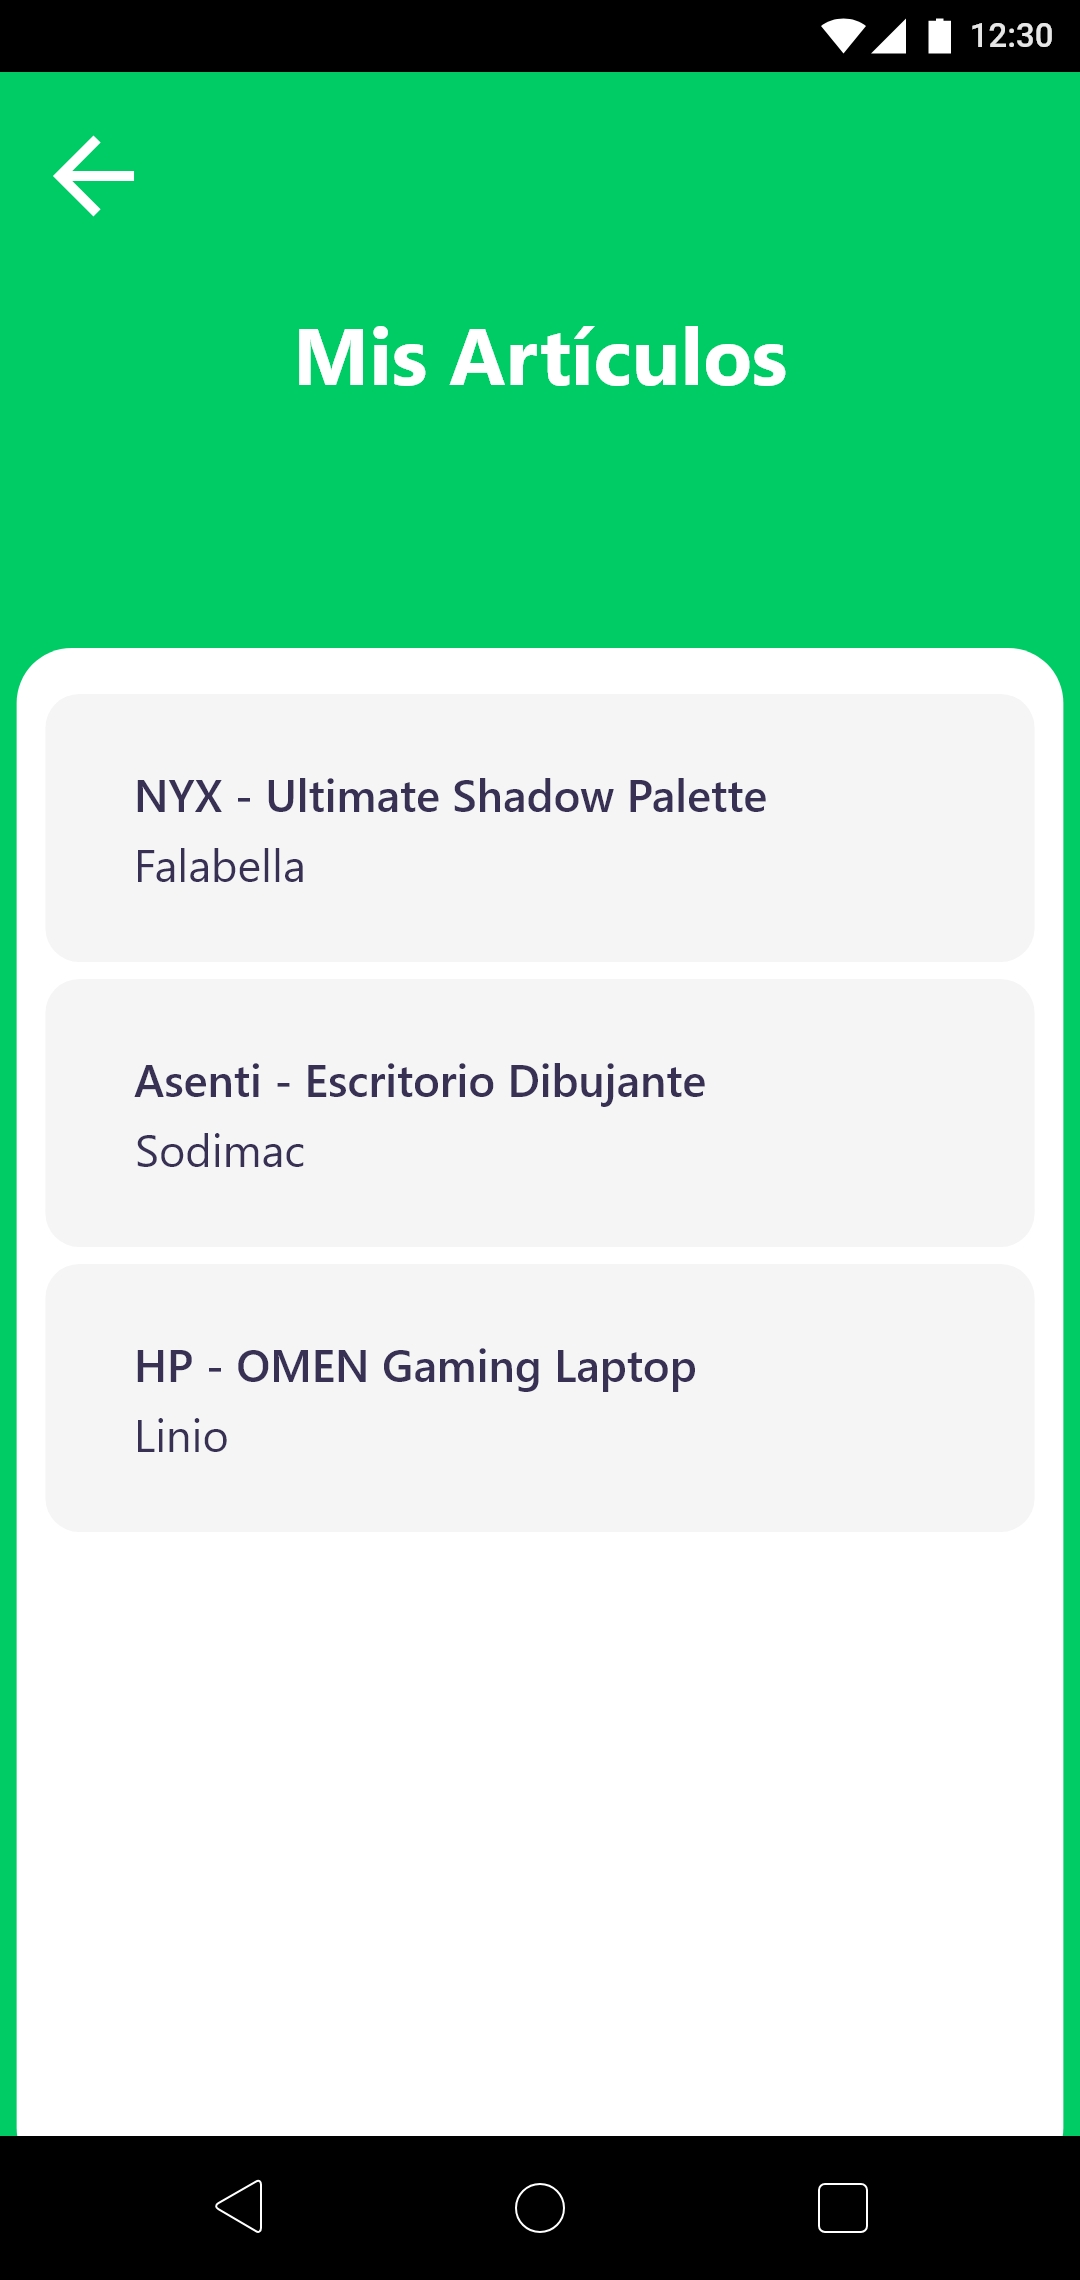 12:30
Mis Artículos
NYX - Ultimate Shadow Palette
Falabella
Asenti - Escritorio Dibujante
Sodimac
HP - OMEN Gaming Laptop
Linio